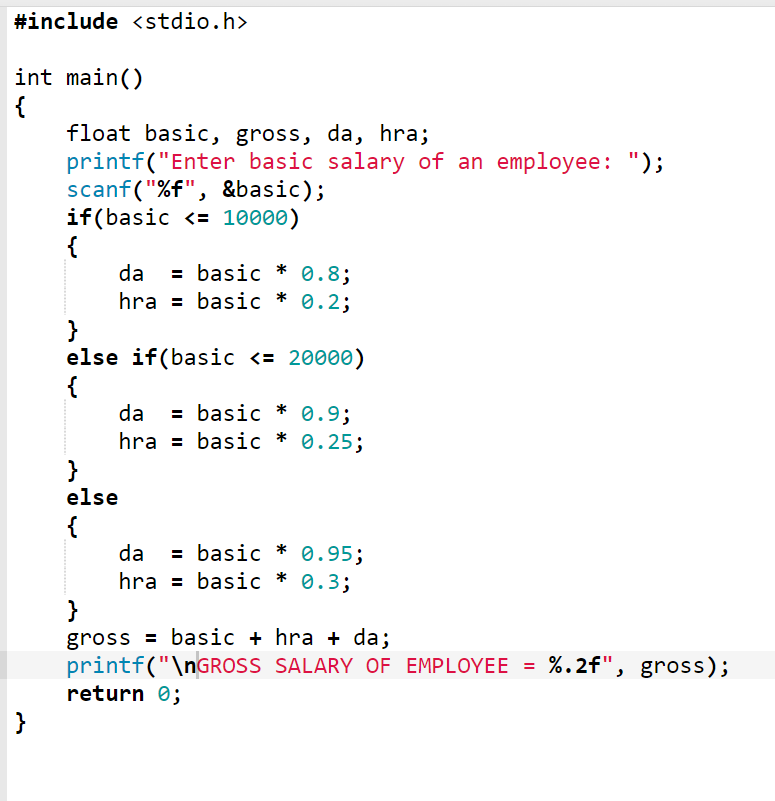 #include <stdio.h>

int main()
{
    float basic, gross, da, hra;
    printf("Enter basic salary of an employee: ");
    scanf("%f", &basic);
    if(basic <= 10000)
    {
        da  = basic * 0.8;
        hra = basic * 0.2;
    }
    else if(basic <= 20000)
    {
        da  = basic * 0.9;
        hra = basic * 0.25;
    }
    else
    {
        da  = basic * 0.95;
        hra = basic * 0.3;
    }
    gross = basic + hra + da;
    printf("\nGROSS SALARY OF EMPLOYEE = %.2f", gross);
    return 0;
}